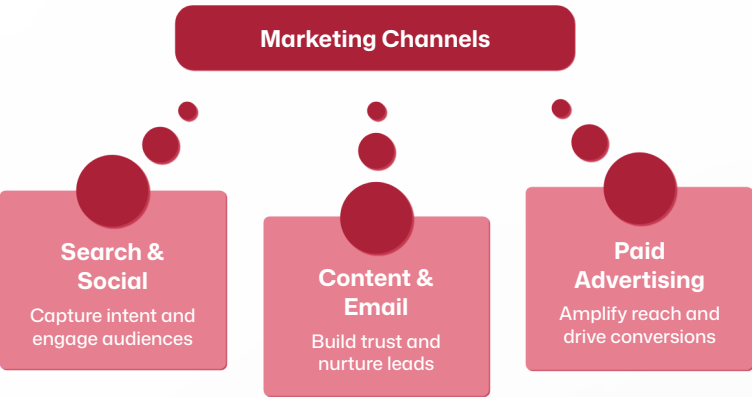 Marketing Channels
Search &
Social
Capture intent and
engage audiences
Content &
Email
Build trust and
nurture leads
Paid
Advertising
Amplify reach and
drive conversions